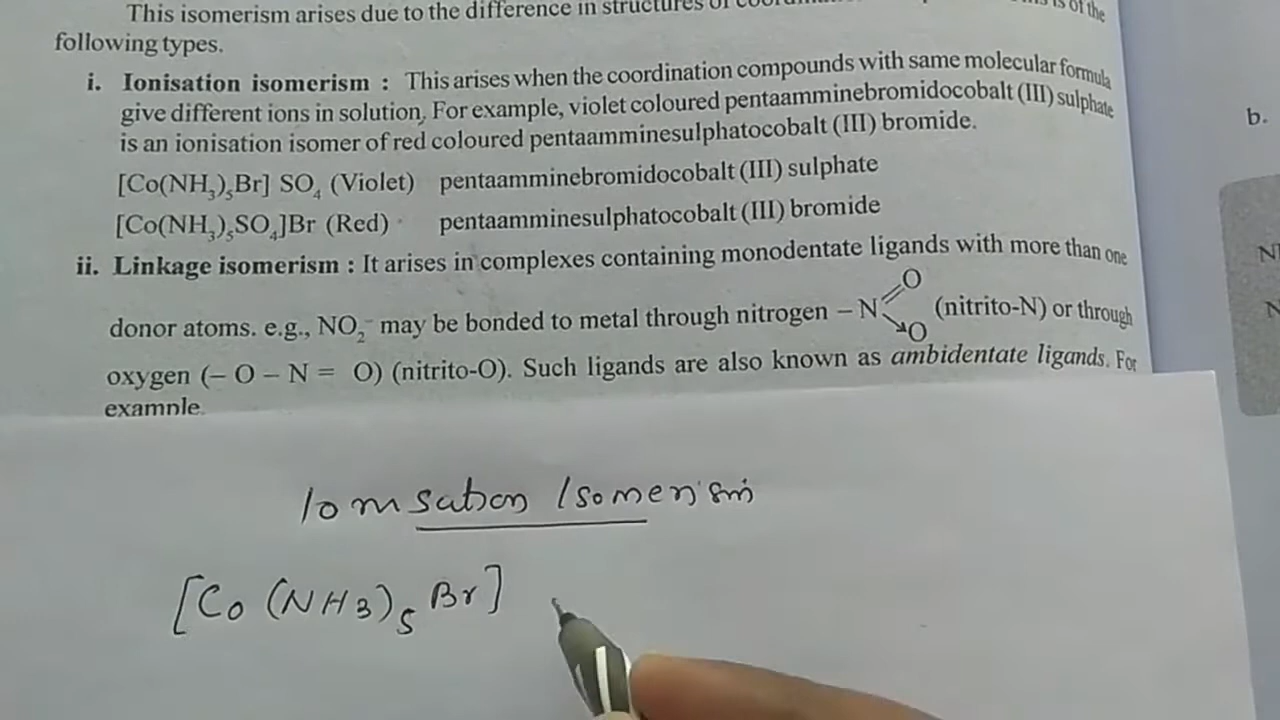 This isomerism arises due to the difference in structures of is of the
following types.
i. Ionisation isomerism : This arises when the coordination compounds with same molecular formula
give different ions in solution. For example, violet coloured pentaamminebromidocobalt (III) sulphate
is an ionisation isomer of red coloured pentaamminesulphatocobalt (III) bromide.
[Co(NH₃)₅Br] SO₄ (Violet) pentaamminebromidocobalt (III) sulphate
[Co(NH₃)₅SO₄]Br (Red) pentaamminesulphatocobalt (III) bromide
ii. Linkage isomerism : It arises in complexes containing monodentate ligands with more than one
donor atoms. e.g., NO₂⁻ may be bonded to metal through nitrogen – N O O (nitrito-N) or through
oxygen (– O – N = O) (nitrito-O). Such ligands are also known as ambidentate ligands. For
example
b.
N
Ionisation Isomerism
[Co (NH3)₅ Br]